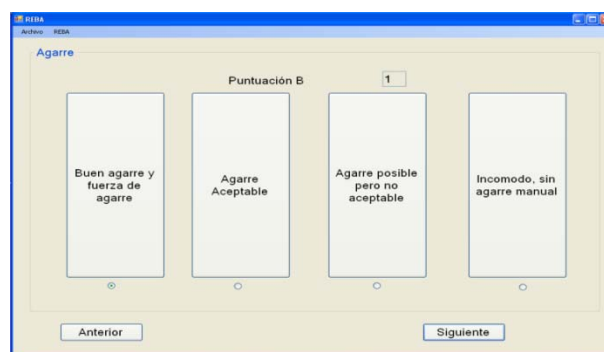 REBA
Archivo REBA
Agarre
Puntuación B 1
Buen agarre y
fuerza de
agarre
Agarre
Aceptable
Agarre posible
pero no
aceptable
Incomodo, sin
agarre manual
Anterior
Siguiente